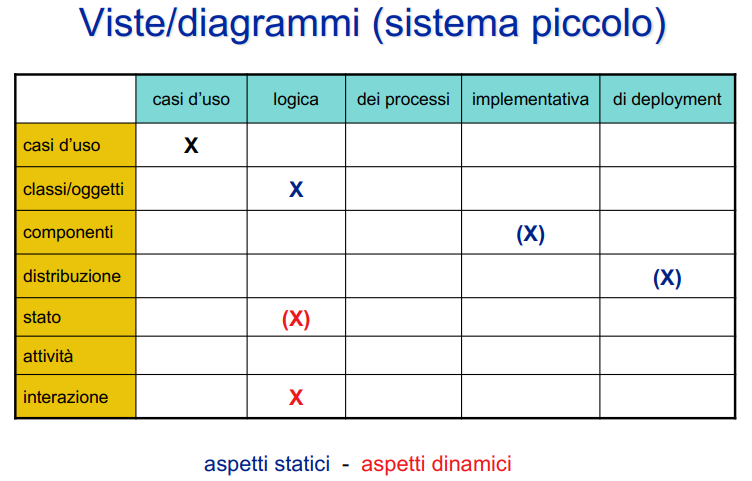 Viste/diagrammi (sistema piccolo)
casi d'uso logica dei processi implementativa di deployment
casi d'uso X
classi/oggetti X
componenti (X)
distribuzione (X)
stato (X)
attività
interazione X
aspetti statici - aspetti dinamici